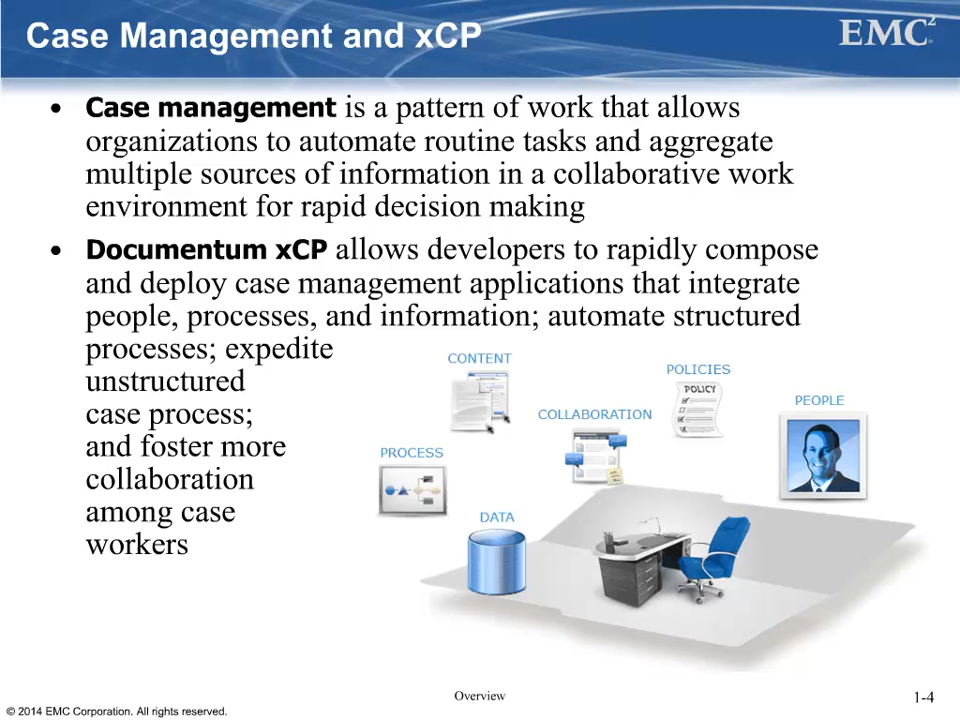 Case Management and xCP
EMC²
• Case management is a pattern of work that allows
organizations to automate routine tasks and aggregate
multiple sources of information in a collaborative work
environment for rapid decision making
• Documentum xCP allows developers to rapidly compose
and deploy case management applications that integrate
people, processes, and information; automate structured
processes; expedite
unstructured
case process;
and foster more
collaboration
among case
workers
CONTENT
POLICIES
POLICY
PEOPLE
COLLABORATION
PROCESS
DATA
Overview
1-4
© 2014 EMC Corporation. All rights reserved.